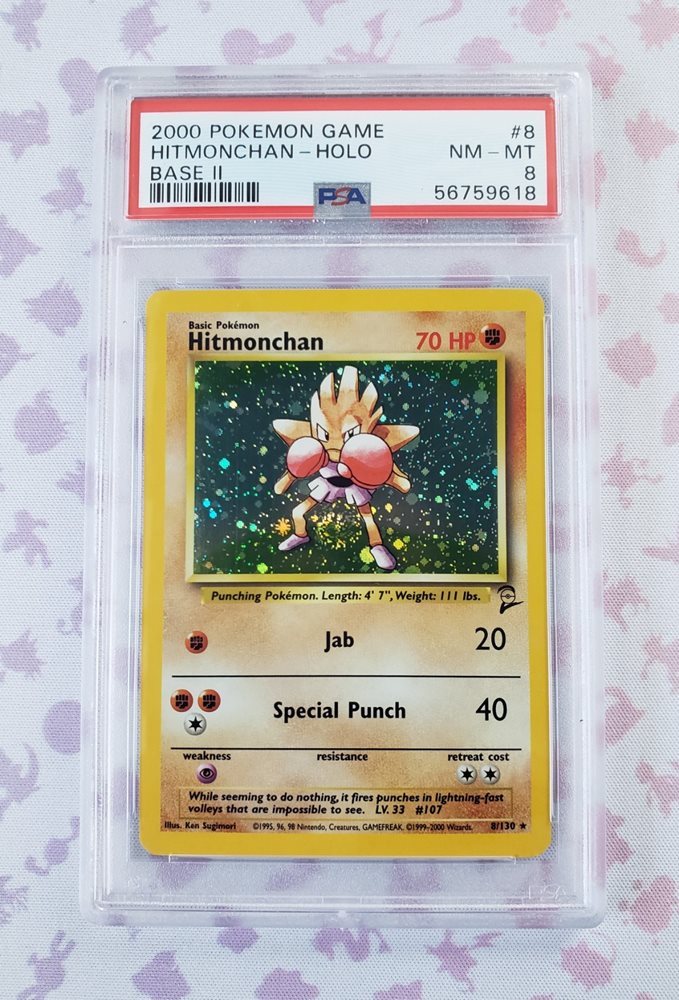 2000 POKEMON GAME #8
HITMONCHAN - HOLO NM - MT
BASE II 8
PSA 56759618
Basic Pokémon
Hitmonchan 70 HP
Punching Pokémon. Length: 4' 7", Weight: 111 lbs.
Jab 20
Special Punch 40
weakness resistance retreat cost
While seeming to do nothing, it fires punches in lightning-fast
volleys that are impossible to see. LV. 33 #107
Illus. Ken Sugimori ©1995, 96, 98 Nintendo, Creatures, GAMEFREAK. ©1999-2000 Wizards. 8/130 ★
PSA